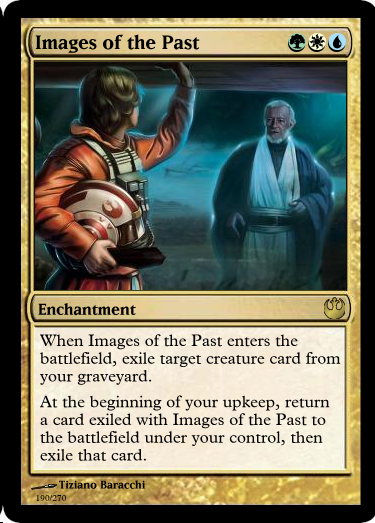 Images of the Past
Enchantment
When Images of the Past enters the
battlefield, exile target creature card from
your graveyard.
At the beginning of your upkeep, return
a card exiled with Images of the Past to
the battlefield under your control, then
exile that card.
Tiziano Baracchi
190/270